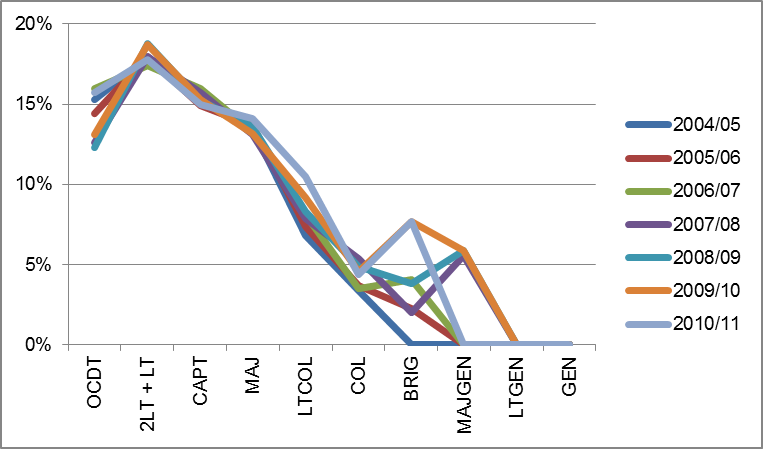 20%
15%
10%
5%
0%
OCDT
2LT + LT
CAPT
MAJ
LTCOL
COL
BRIG
MAJGEN
LTGEN
GEN
2004/05
2005/06
2006/07
2007/08
2008/09
2009/10
2010/11